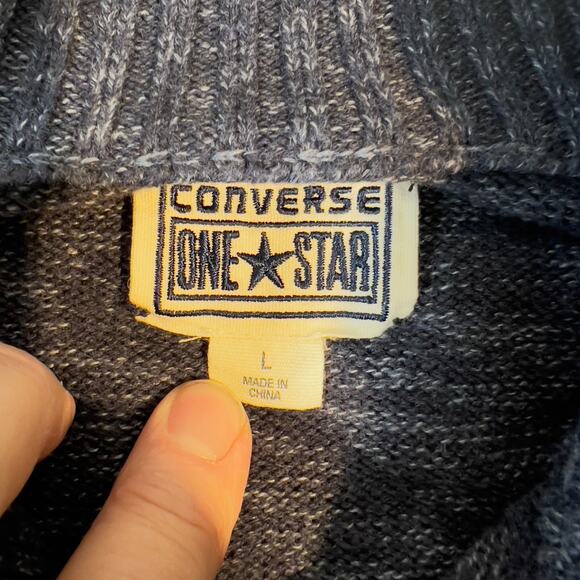 CONVERSE
ONE ★ STAR
L
MADE IN
CHINA